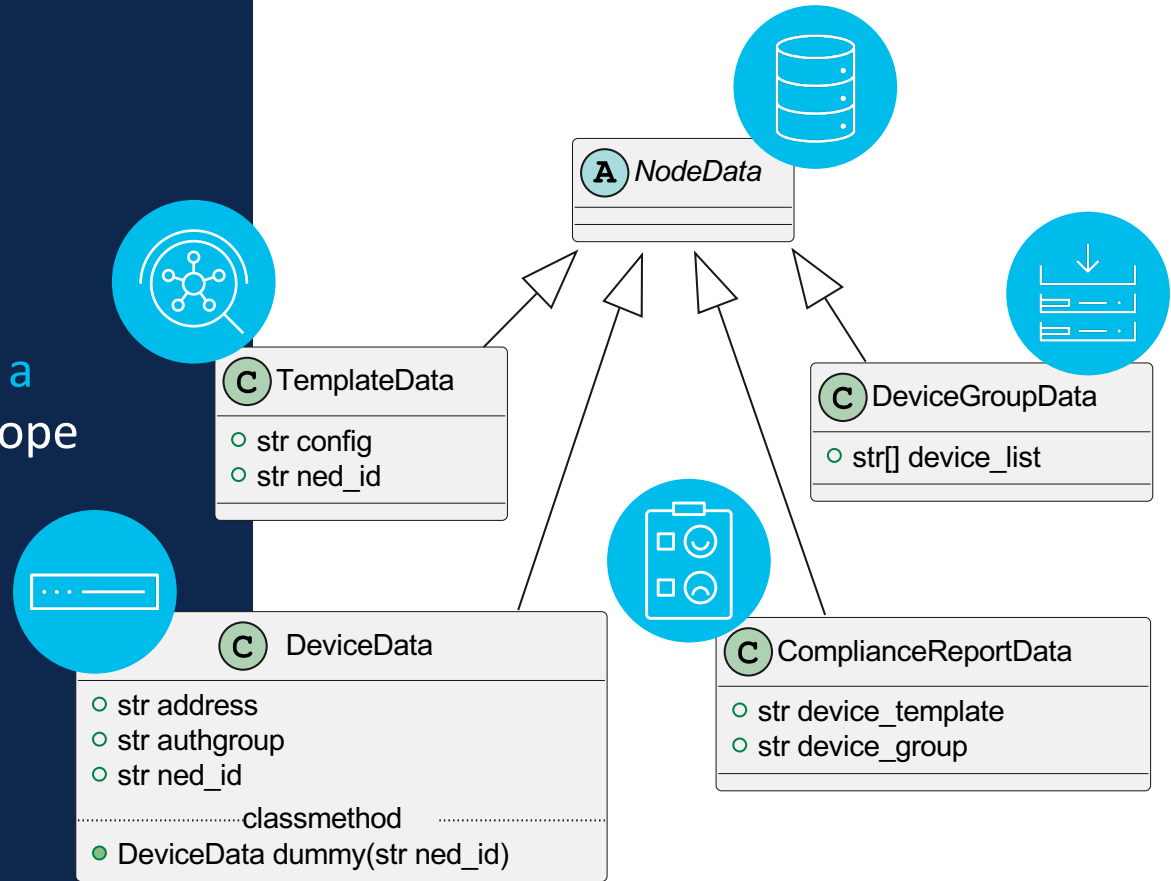 A NodeData
a
ope
C TemplateData
str config
str ned_id
C DeviceGroupData
str[] device_list
C DeviceData
str address
str authgroup
str ned_id
classmethod
DeviceData dummy(str ned_id)
C ComplianceReportData
str device_template
str device_group